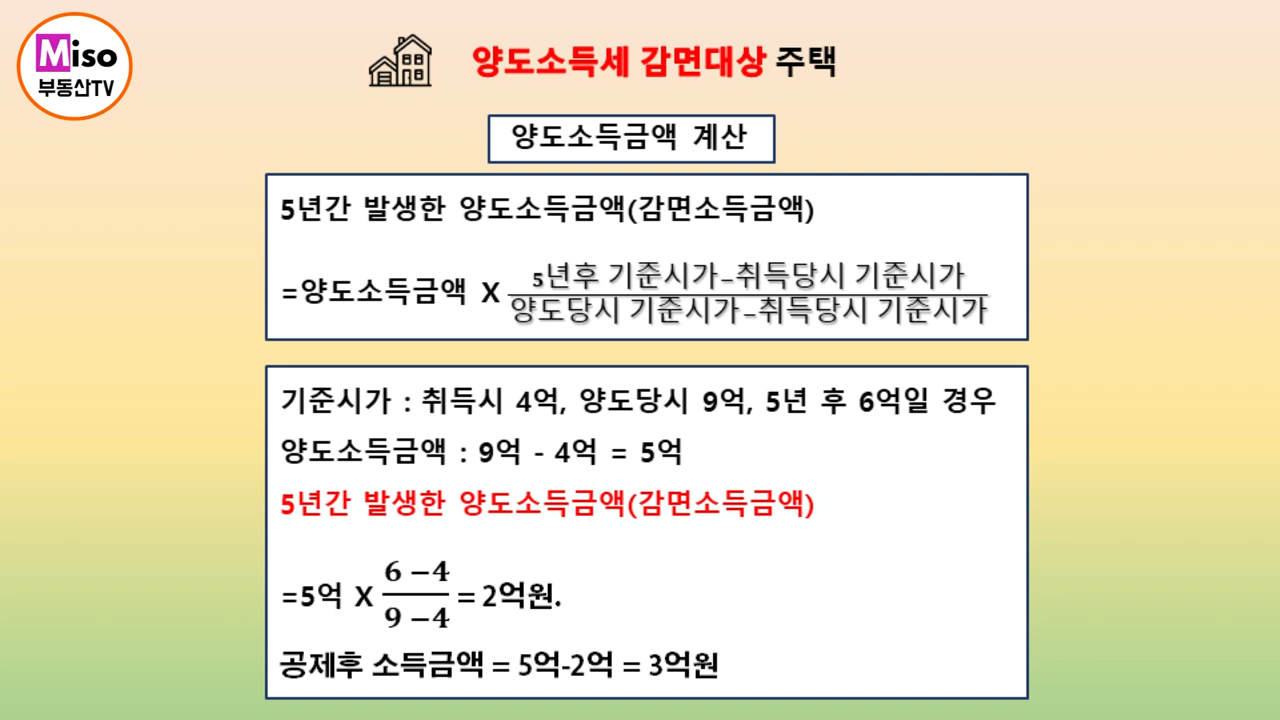 Miso
부동산TV
양도소득세 감면대상 주택
양도소득금액 계산
5년간 발생한 양도소득금액(감면소득금액)
=양도소득금액 X 5년후 기준시가-취득당시 기준시가
양도당시 기준시가-취득당시 기준시가
기준시가 : 취득시 4억, 양도당시 9억, 5년 후 6억일 경우
양도소득금액 : 9억 - 4억 = 5억
5년간 발생한 양도소득금액(감면소득금액)
=5억 X 6 -4 = 2억원.
9 -4
공제후 소득금액 = 5억-2억 = 3억원